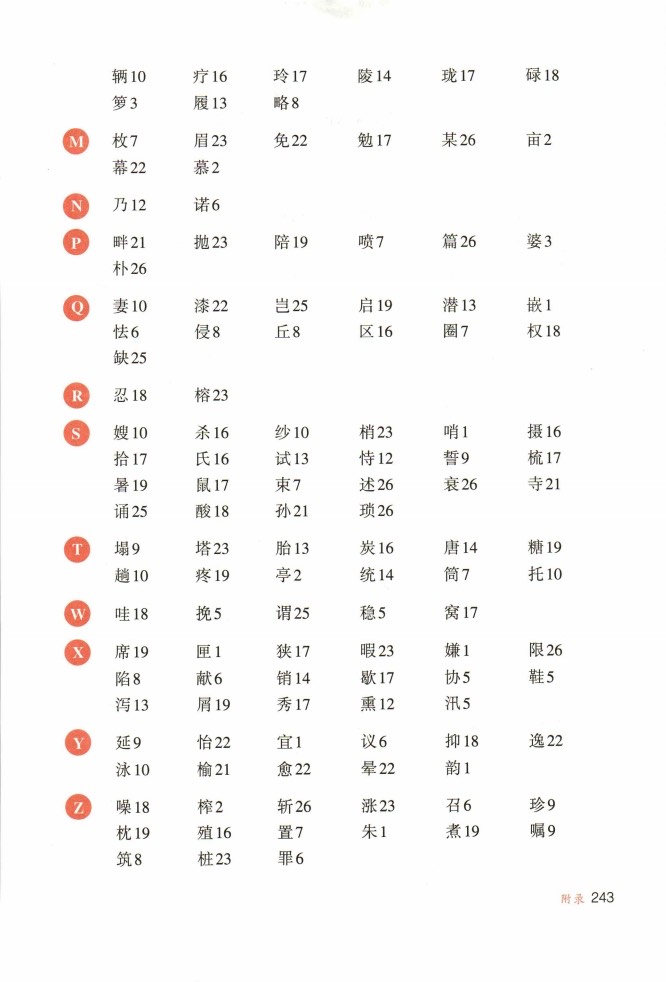 辆10 疗16 玲17 陵14 珑17 碌18
箩3 履13 略8
M 枚7 眉23 免22 勉17 某26 亩2
幕22 慕2
N 乃12 诺6
P 畔21 抛23 陪19 喷7 篇26 婆3
朴26
Q 妻10 漆22 岂25 启19 潜13 嵌1
怯6 侵8 丘8 区16 圈7 权18
缺25
R 忍18 榕23
S 嫂10 杀16 纱10 梢23 哨1 摄16
拾17 氏16 试13 恃12 誓9 梳17
暑19 鼠17 束7 述26 衰26 寺21
诵25 酸18 孙21 琐26
T 塌9 塔23 胎13 炭16 唐14 糖19
趟10 疼19 亭2 统14 筒7 托10
W 哇18 挽5 谓25 稳5 窝17
X 席19 匣1 狭17 暇23 嫌1 限26
陷8 献6 销14 歇17 协5 鞋5
泻13 屑19 秀17 熏12 汛5
Y 延9 怡22 宜1 议6 抑18 逸22
泳10 榆21 愈22 晕22 韵1
Z 噪18 榨2 斩26 涨23 召6 珍9
枕19 殖16 置7 朱1 煮19 嘱9
筑8 桩23 罪6
附录 243